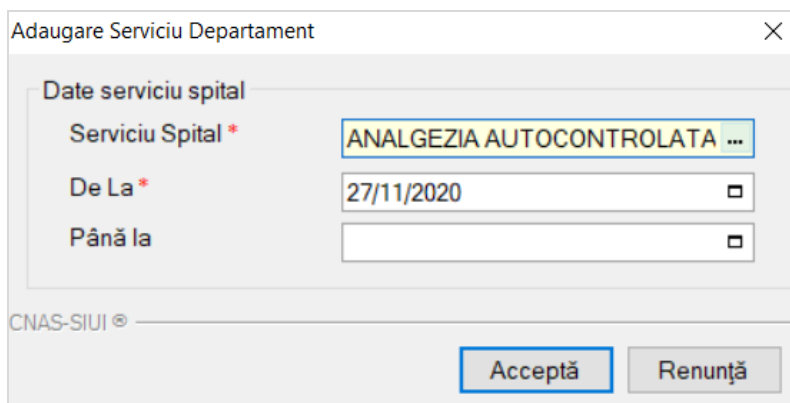 Adaugare Serviciu Departament
Date serviciu spital
Serviciu Spital * ANALGEZIA AUTOCONTROLATA ...
De La * 27/11/2020
Până la
CNAS-SIUI ®
Acceptă Renunţă